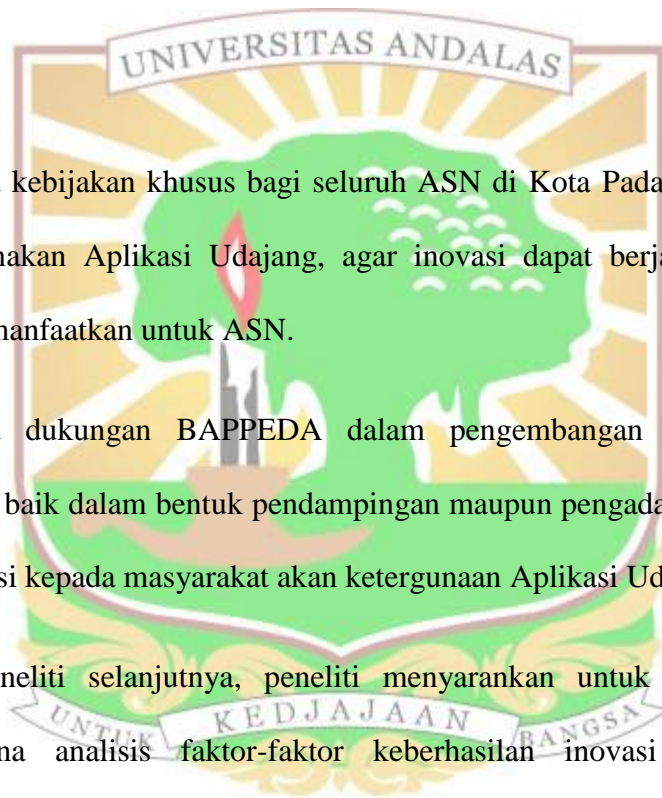 UNIVERSITAS ANDALAS
kebijakan khusus bagi seluruh ASN di Kota Pada
nakan Aplikasi Udajang, agar inovasi dapat berja
manfaatkan untuk ASN.
dukungan BAPPEDA dalam pengembangan
baik dalam bentuk pendampingan maupun pengada
si kepada masyarakat akan ketergunaan Aplikasi Ud
neliti selanjutnya, peneliti menyarankan untuk
na analisis faktor-faktor keberhasilan inovasi
UNTUK KEDJAJAAN BANGSA